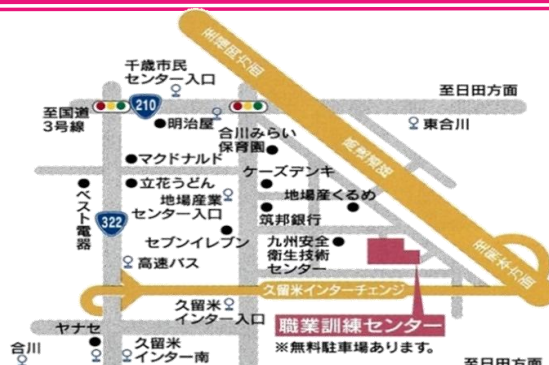 千歳市民
センター入口
至国道
3号線
210
至日田方面
明治屋
合川みらい
保育園
東合川
マクドナルド
ケーズデンキ
立花うどん
地場産業
センター入口
地場産くるめ
ベスト電器
322
筑邦銀行
セブンイレブン
九州安全
衛生技術
センター
高速バス
久留米インターチェンジ
久留米
インター入口
職業訓練センター
※無料駐車場あります。
ヤナセ
合川
久留米
インター南
至日田方面